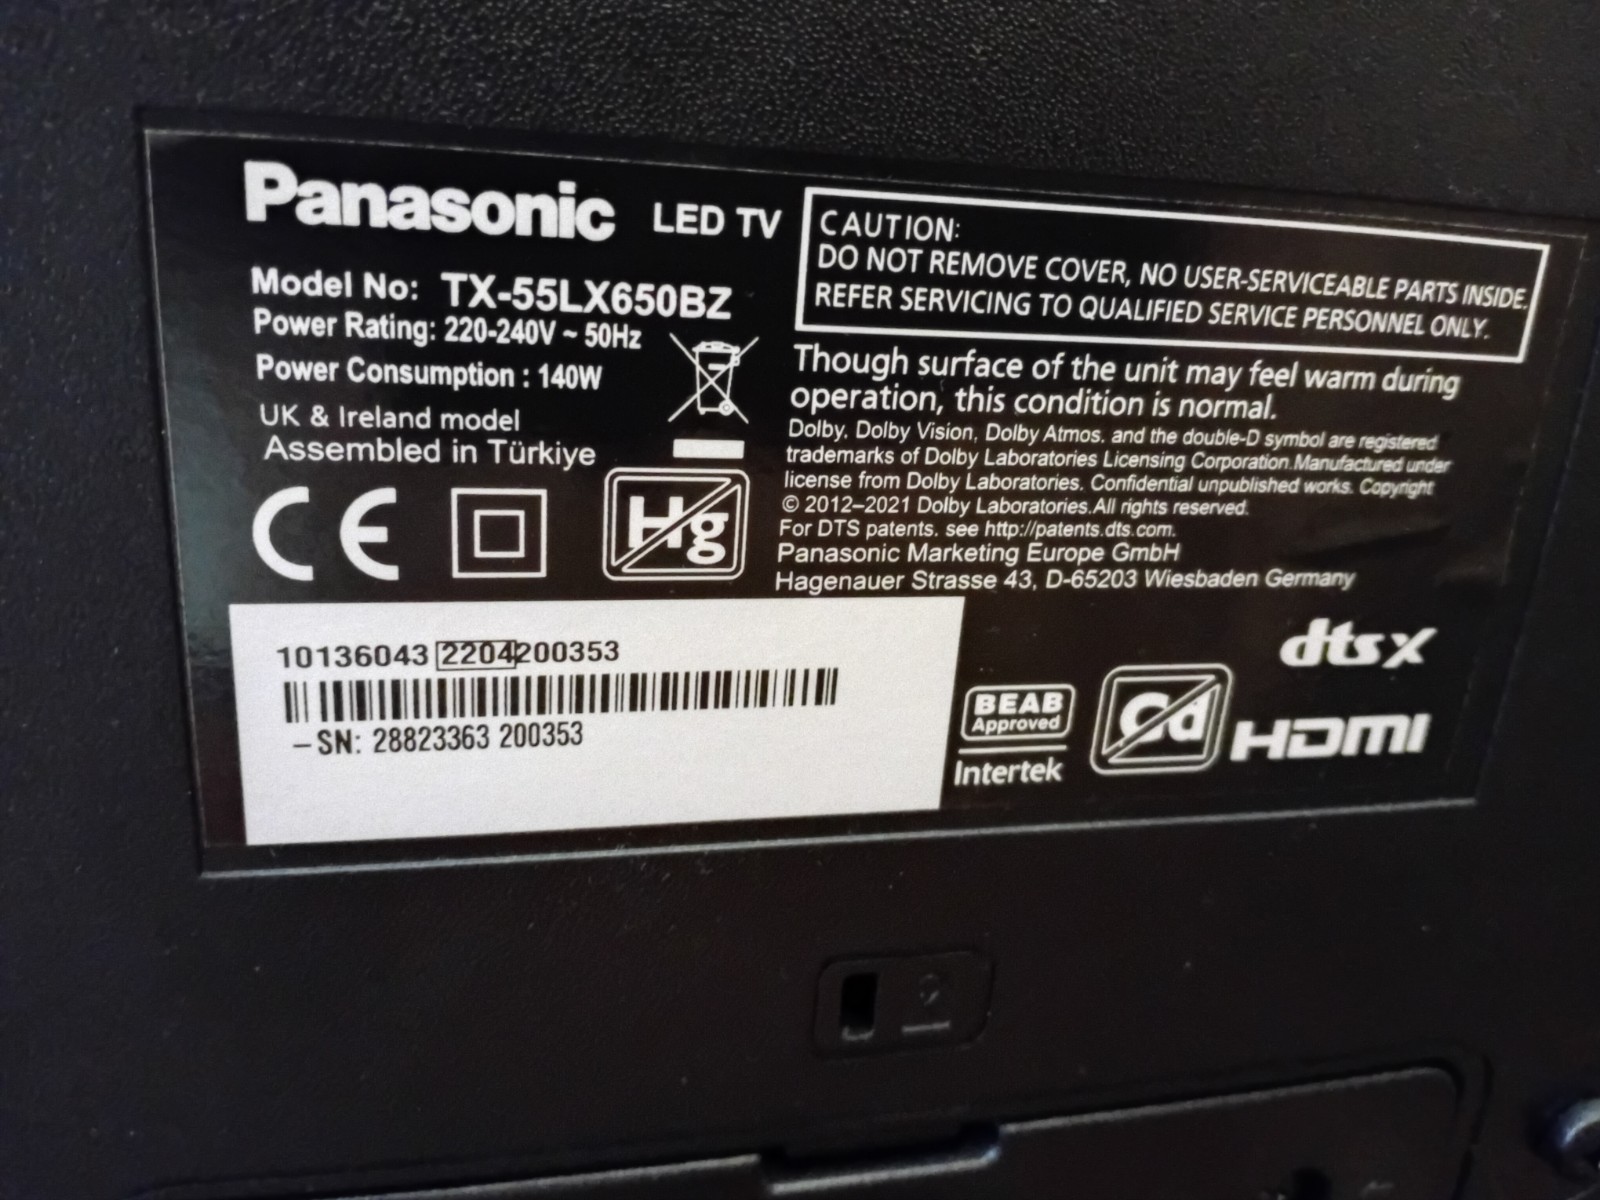 Panasonic LED TV
Model No: TX-55LX650BZ
Power Rating: 220-240V ~ 50Hz
Power Consumption : 140W
UK & Ireland model
Assembled in Türkiye
CE
Hg
CAUTION:
DO NOT REMOVE COVER, NO USER-SERVICEABLE PARTS INSIDE.
REFER SERVICING TO QUALIFIED SERVICE PERSONNEL ONLY.
Though surface of the unit may feel warm during
operation, this condition is normal.
Dolby, Dolby Vision, Dolby Atmos, and the double-D symbol are registered
trademarks of Dolby Laboratories Licensing Corporation.Manufactured under
license from Dolby Laboratories. Confidential unpublished works. Copyright
© 2012–2021 Dolby Laboratories.All rights reserved.
For DTS patents, see http://patents.dts.com.
Panasonic Marketing Europe GmbH
Hagenauer Strasse 43, D-65203 Wiesbaden Germany
10136043 2204200353
–SN: 28823363 200353
BEAB
Approved
Intertek
Cd
dts X
HDMI